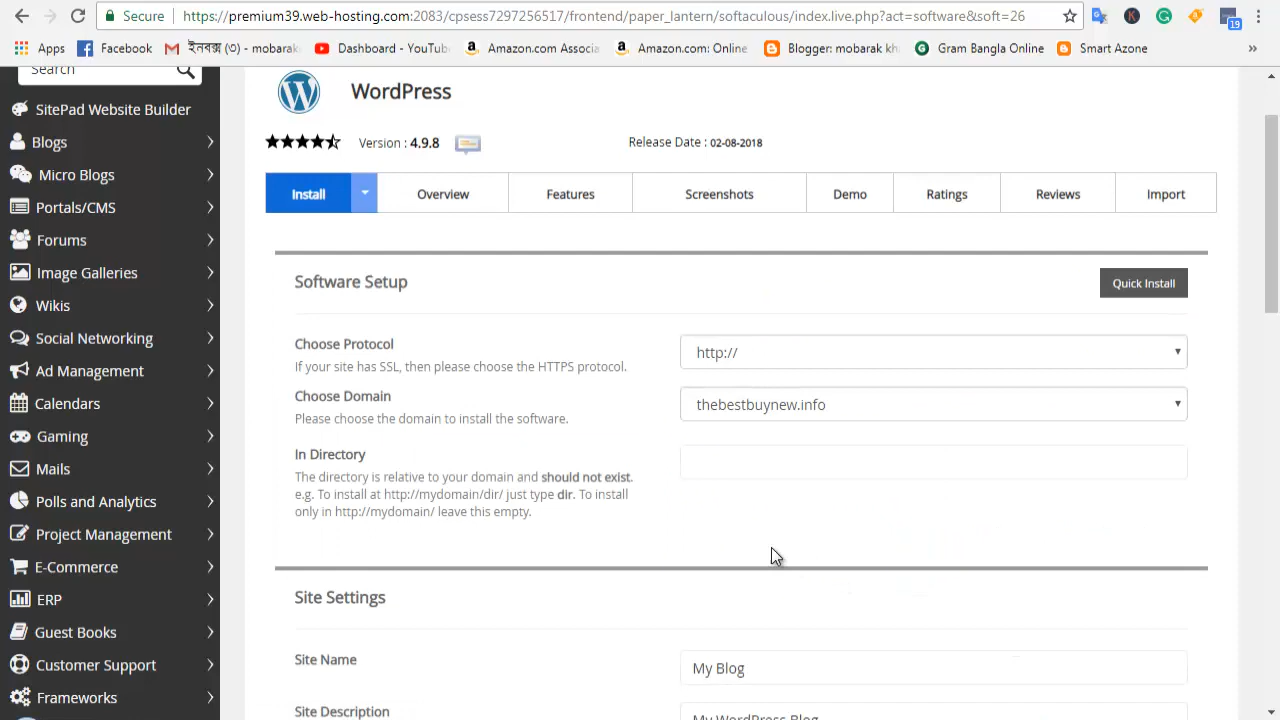 Secure https://premium39.web-hosting.com:2083/cpsess7297256517/frontend/paper_lantern/softaculous/index.live.php?act=software&soft=26
19
Apps Facebook ইনবক্স (৩) - mobarak Dashboard - YouTub Amazon.com Associa Amazon.com: Online Blogger: mobarak kh Gram Bangla Online Smart Azone »
Search
SitePad Website Builder
Blogs
Micro Blogs
Portals/CMS
Forums
Image Galleries
Wikis
Social Networking
Ad Management
Calendars
Gaming
Mails
Polls and Analytics
Project Management
E-Commerce
ERP
Guest Books
Customer Support
Frameworks
WordPress
Version : 4.9.8 Release Date : 02-08-2018
Install Overview Features Screenshots Demo Ratings Reviews Import
Software Setup Quick Install
Choose Protocol http://
If your site has SSL, then please choose the HTTPS protocol.
Choose Domain thebestbuynew.info
Please choose the domain to install the software.
In Directory
The directory is relative to your domain and should not exist.
e.g. To install at http://mydomain/dir/ just type dir. To install
only in http://mydomain/ leave this empty.
Site Settings
Site Name My Blog
Site Description My WordPress Blog